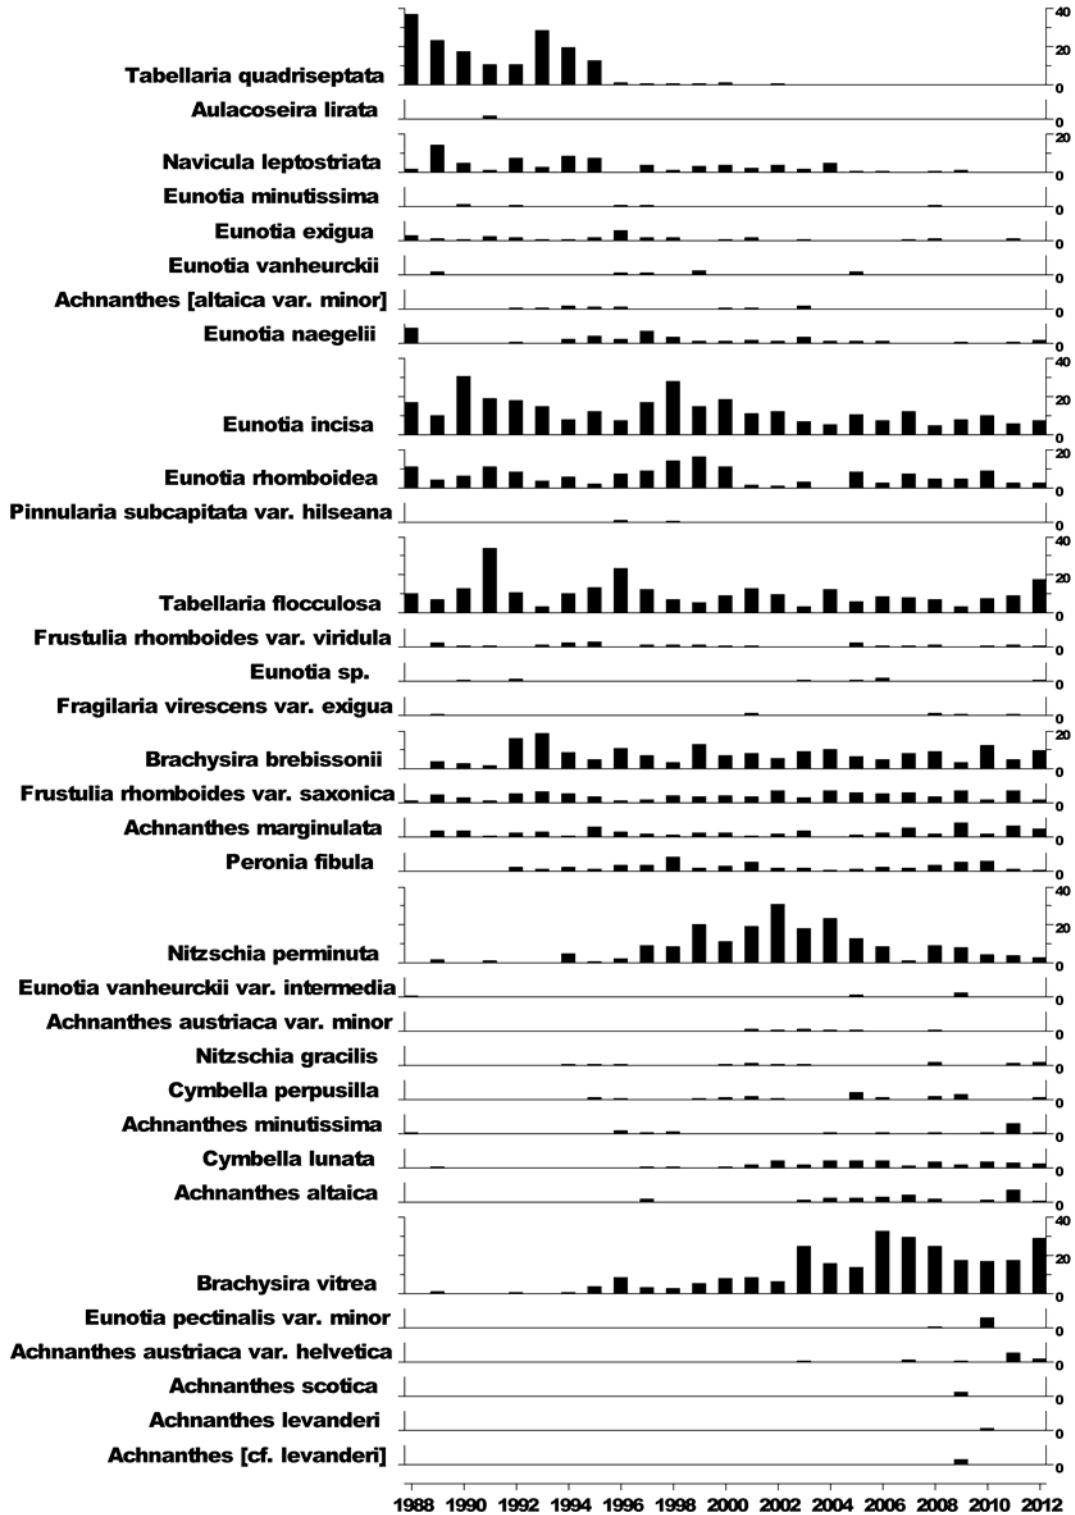 40
20
Tabellaria quadriseptata 0
Aulacoseira lirata 0
20
Navicula leptostriata 0
Eunotia minutissima 0
Eunotia exigua 0
Eunotia vanheurckii 0
Achnanthes [altaica var. minor] 0
Eunotia naegelii 0
40
20
Eunotia incisa 0
20
Eunotia rhomboidea 0
Pinnularia subcapitata var. hilseana 0
40
20
Tabellaria flocculosa 0
Frustulia rhomboides var. viridula 0
Eunotia sp. 0
Fragilaria virescens var. exigua 0
20
Brachysira brebissonii 0
Frustulia rhomboides var. saxonica 0
Achnanthes marginulata 0
Peronia fibula 0
40
20
Nitzschia perminuta 0
Eunotia vanheurckii var. intermedia 0
Achnanthes austriaca var. minor 0
Nitzschia gracilis 0
Cymbella perpusilla 0
Achnanthes minutissima 0
Cymbella lunata 0
Achnanthes altaica 0
40
20
Brachysira vitrea 0
Eunotia pectinalis var. minor 0
Achnanthes austriaca var. helvetica 0
Achnanthes scotica 0
Achnanthes levanderi 0
Achnanthes [cf. levanderi] 0
1988 1990 1992 1994 1996 1998 2000 2002 2004 2006 2008 2010 2012